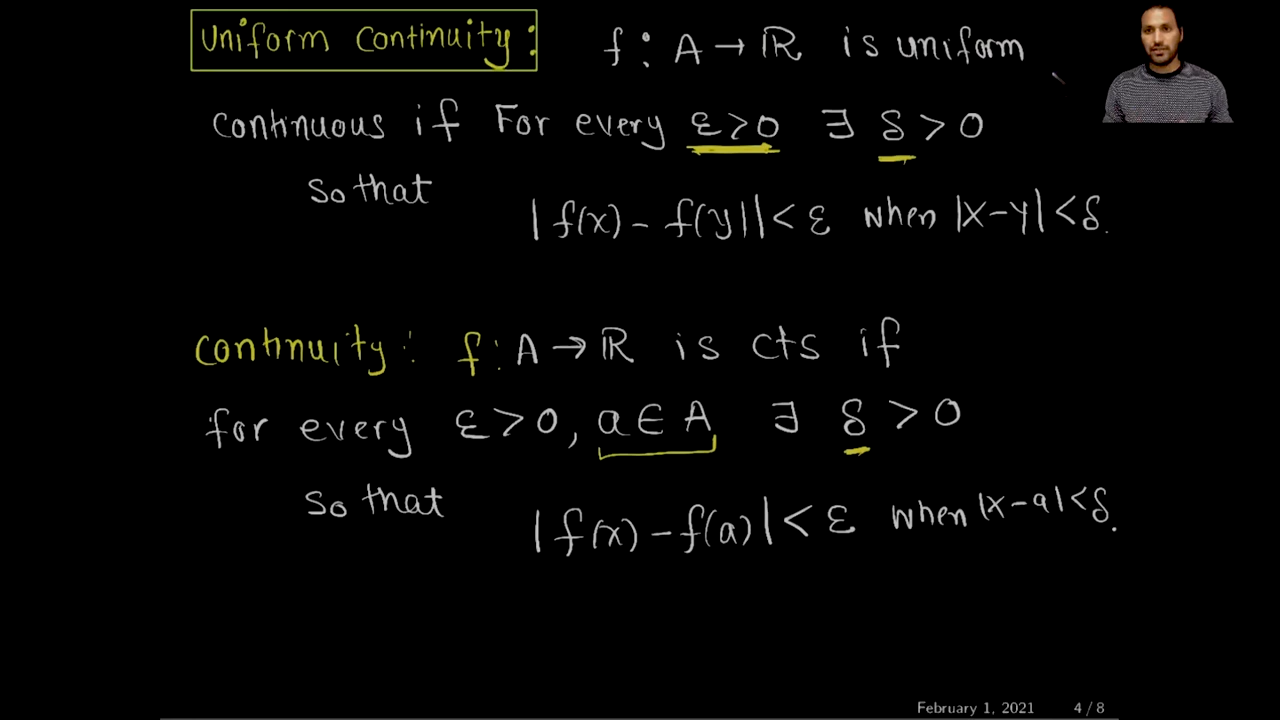 Uniform Continuity: f: A → ℝ is uniform
continuous if For every ε>0 ∃ δ > 0
so that
|f(x) - f(y)| < ε when |x-y| < δ.
Continuity: f: A → ℝ is cts if
for every ε > 0, a ∈ A ∃ δ > 0
so that
|f(x) - f(a)| < ε when |x-a| < δ.
February 1, 2021 4 / 8